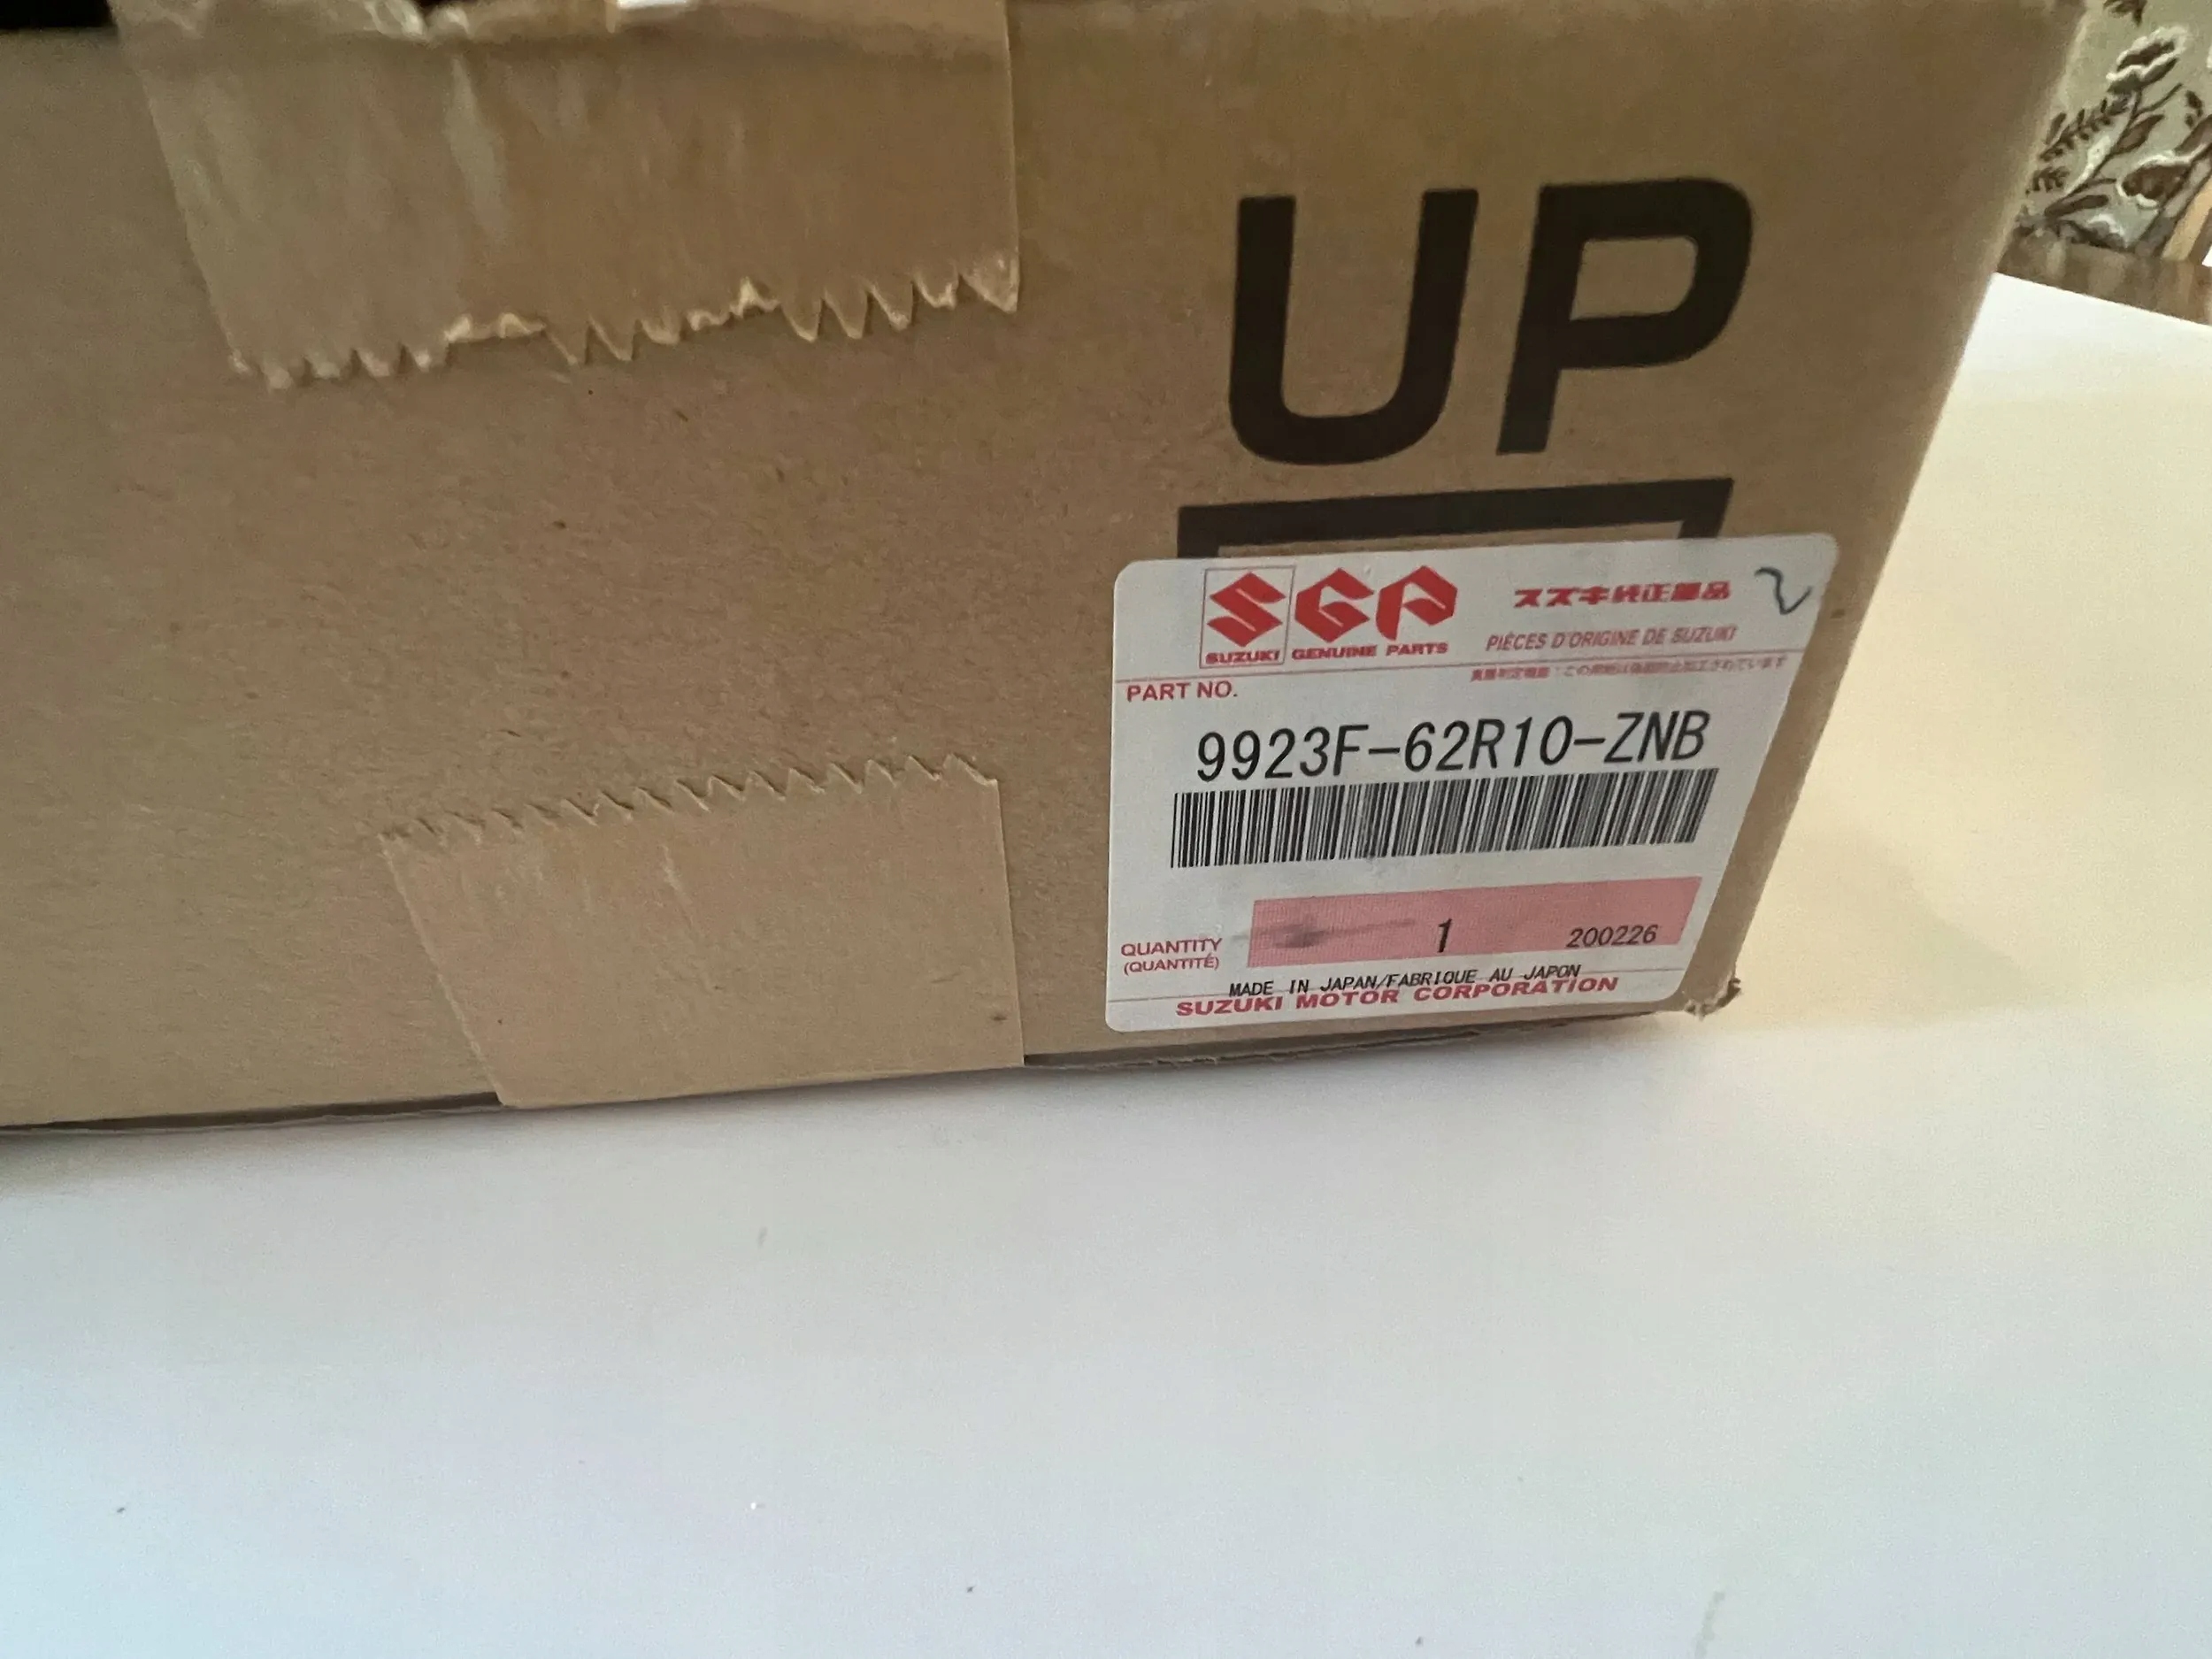 UP
SGP
スズキ純正部品
SUZUKI GENUINE PARTS
PIÈCES D'ORIGINE DE SUZUKI
PART NO.
9923F-62R10-ZNB
QUANTITY
(QUANTITÉ)
1
200226
MADE IN JAPAN/FABRIQUE AU JAPON
SUZUKI MOTOR CORPORATION